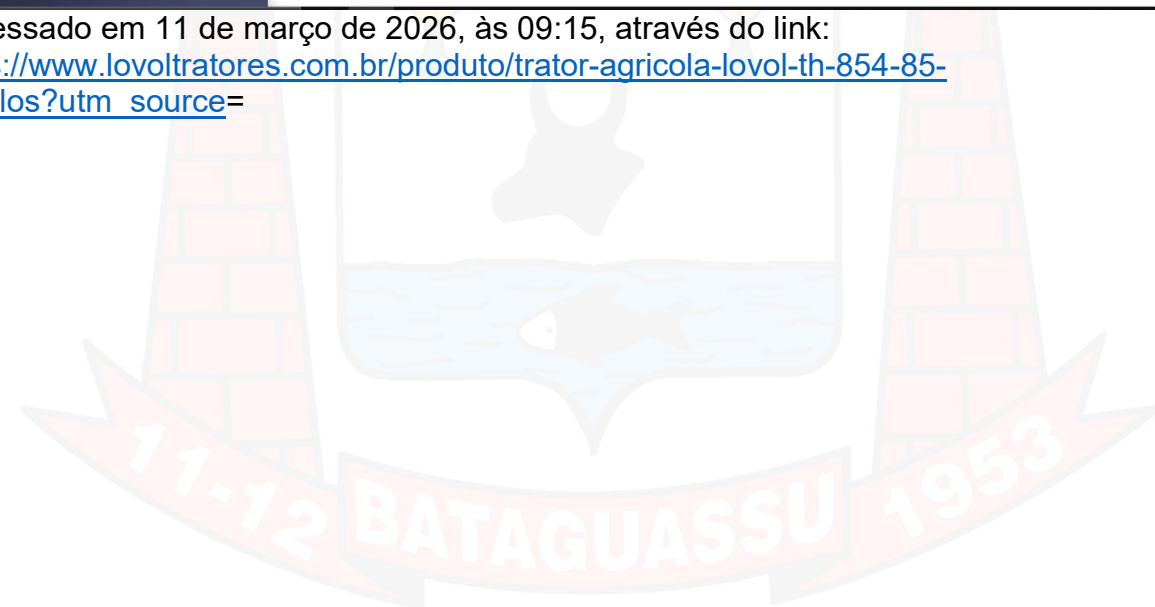 essado em 11 de março de 2026, às 09:15, através do link:
s://www.lovoltratores.com.br/produto/trator-agricola-lovol-th-854-85-
los?utm_source=
11-12 BATAGUASSU 1953